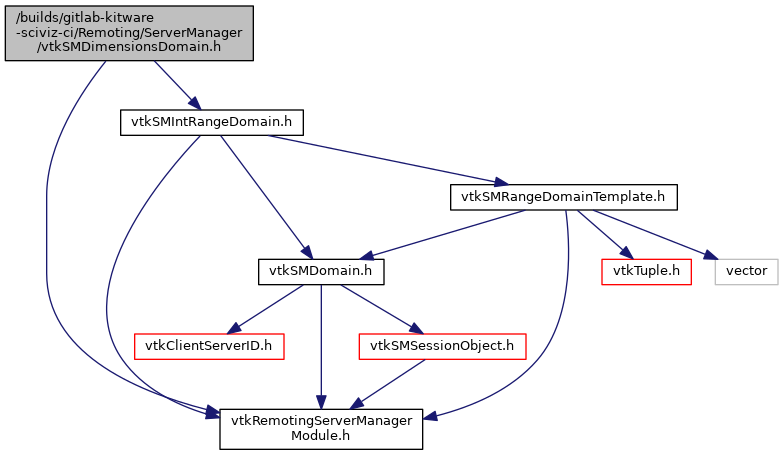 /builds/gitlab-kitware
-sciviz-ci/Remoting/ServerManager
/vtkSMDimensionsDomain.h
vtkSMIntRangeDomain.h
vtkSMRangeDomainTemplate.h
vtkSMDomain.h
vtkTuple.h
vector
vtkClientServerID.h
vtkSMSessionObject.h
vtkRemotingServerManager
Module.h